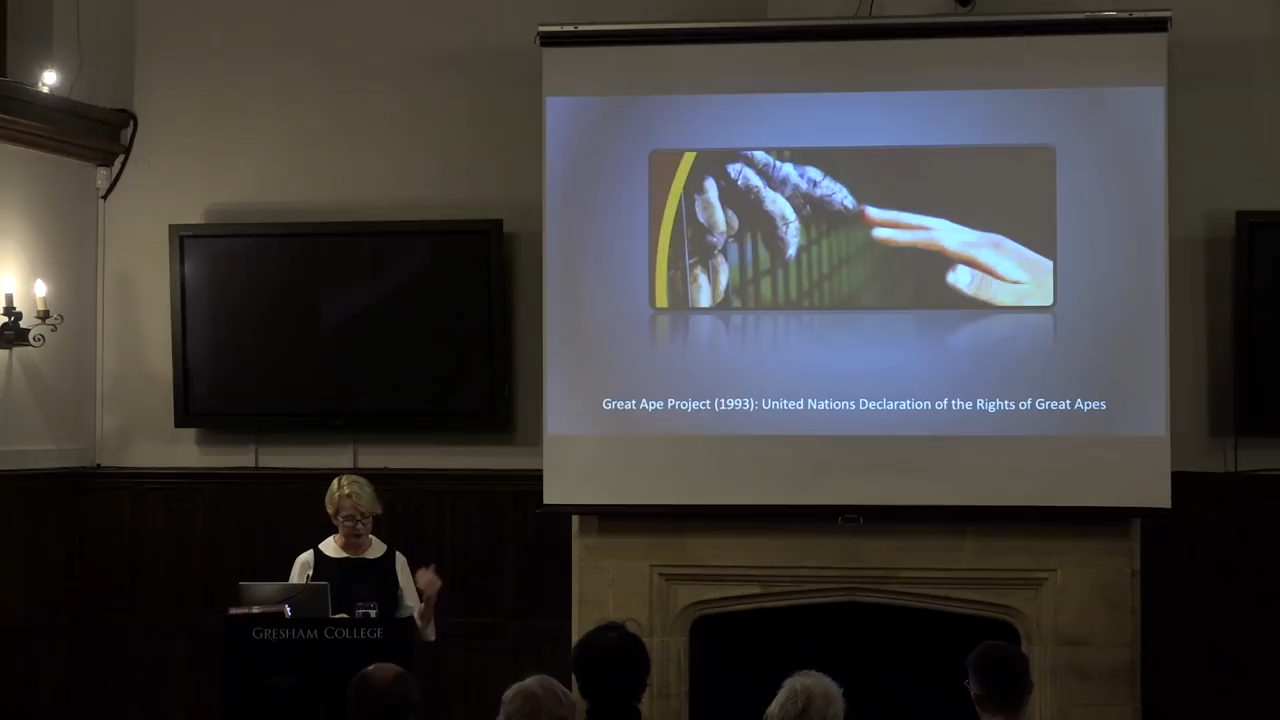 Great Ape Project (1993): United Nations Declaration of the Rights of Great Apes
GRESHAM COLLEGE